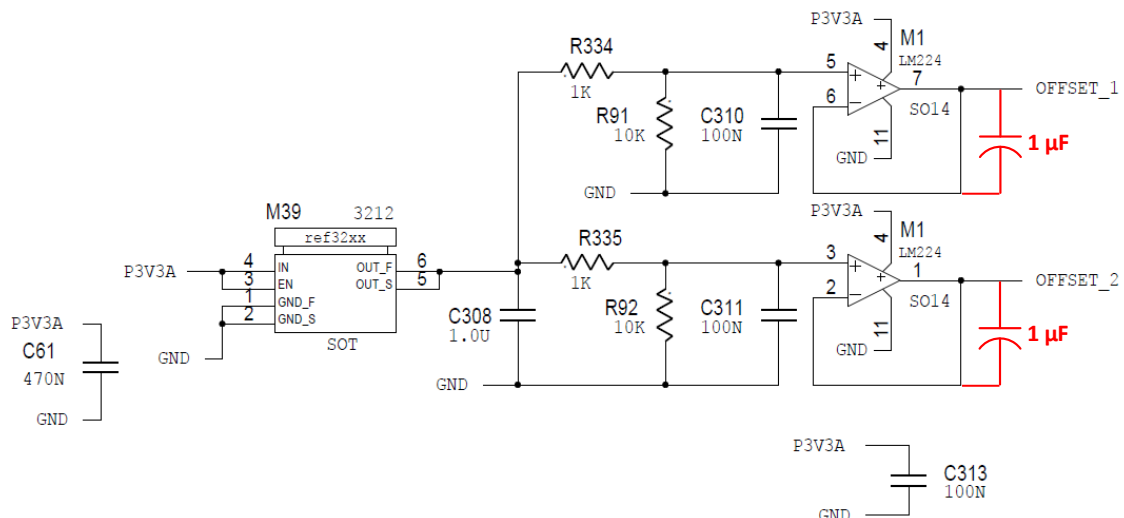 P3V3A
4
M1
LM224
R334
1K
5
+
6
−
+
7
OFFSET_1
SO14
R91
10K
C310
100N
11
GND
1 µF
GND
P3V3A
M39
3212
ref32xx
P3V3A
4
IN
OUT_F
6
3
EN
OUT_S
5
1
GND_F
2
GND_S
GND
SOT
R335
1K
4
M1
LM224
3
+
2
−
+
1
OFFSET_2
SO14
C308
1.0U
R92
10K
C311
100N
11
GND
1 µF
GND
P3V3A
C61
470N
GND
P3V3A
C313
100N
GND